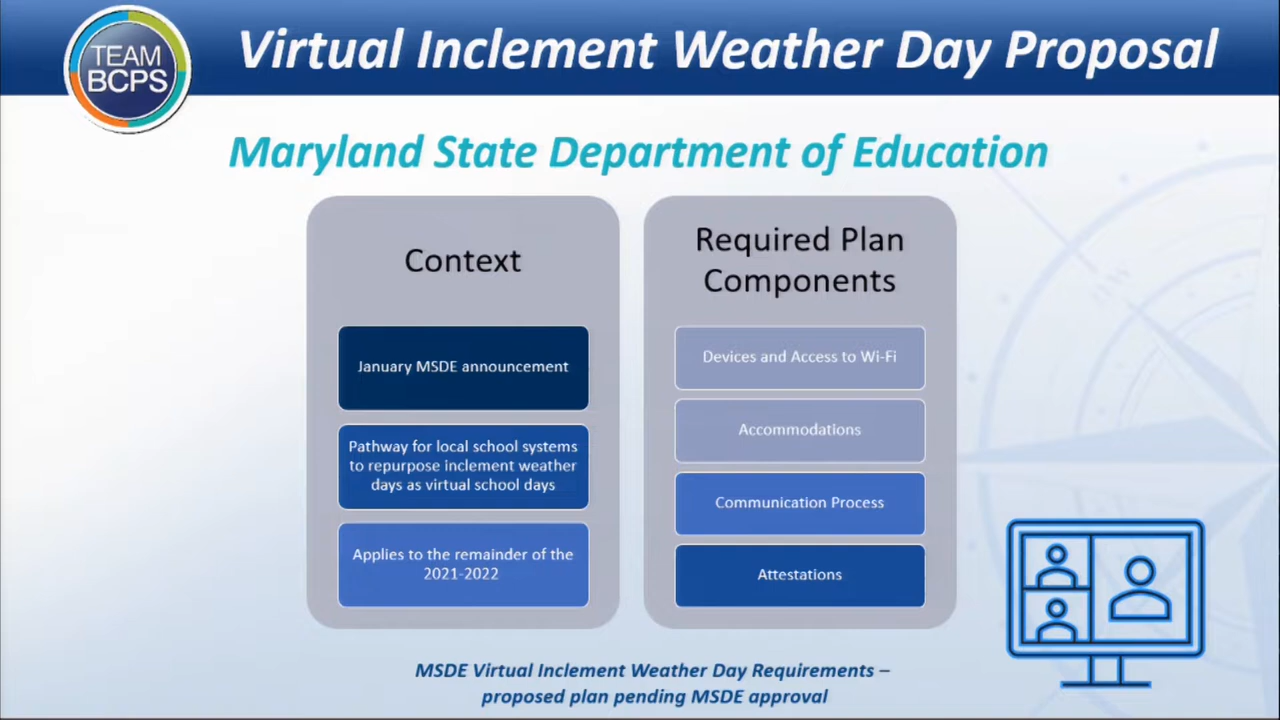 TEAM
BCPS
Virtual Inclement Weather Day Proposal
Maryland State Department of Education
Context
January MSDE announcement
Pathway for local school systems
to repurpose inclement weather
days as virtual school days
Applies to the remainder of the
2021-2022
Required Plan
Components
Devices and Access to Wi-Fi
Accommodations
Communication Process
Attestations
MSDE Virtual Inclement Weather Day Requirements –
proposed plan pending MSDE approval